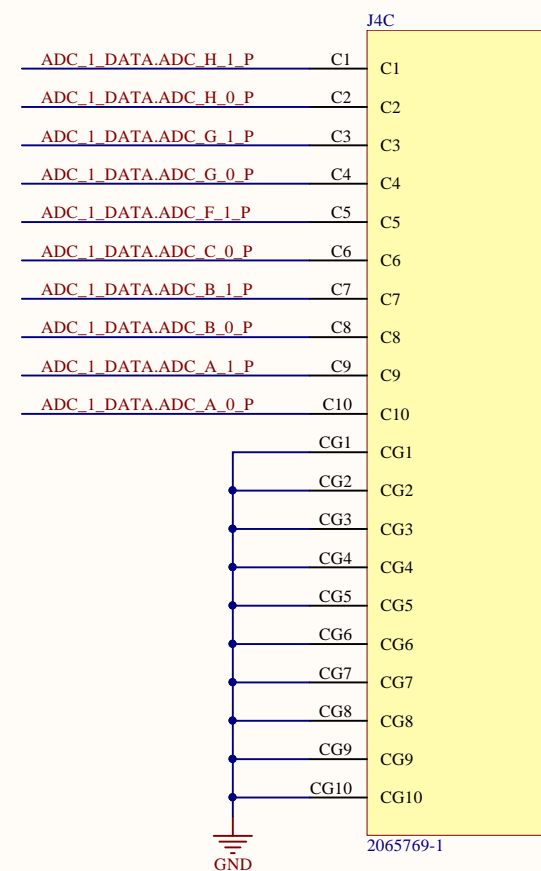 J4C
ADC_1_DATA.ADC_H_1_P C1 C1
ADC_1_DATA.ADC_H_0_P C2 C2
ADC_1_DATA.ADC_G_1_P C3 C3
ADC_1_DATA.ADC_G_0_P C4 C4
ADC_1_DATA.ADC_F_1_P C5 C5
ADC_1_DATA.ADC_C_0_P C6 C6
ADC_1_DATA.ADC_B_1_P C7 C7
ADC_1_DATA.ADC_B_0_P C8 C8
ADC_1_DATA.ADC_A_1_P C9 C9
ADC_1_DATA.ADC_A_0_P C10 C10
CG1 CG1
CG2 CG2
CG3 CG3
CG4 CG4
CG5 CG5
CG6 CG6
CG7 CG7
CG8 CG8
CG9 CG9
CG10 CG10
2065769-1
GND